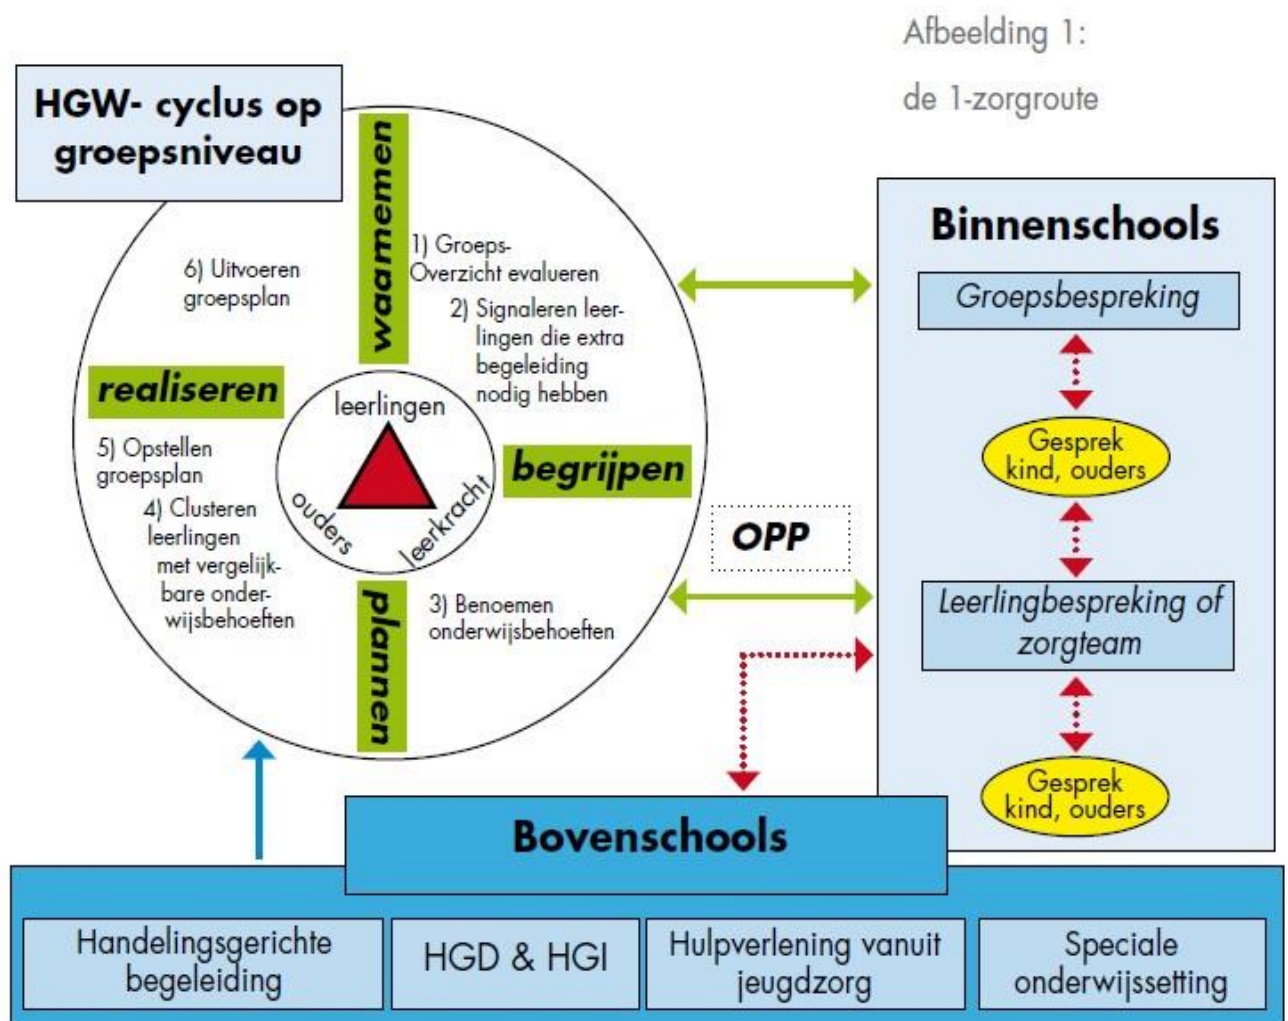 Afbeelding 1:
de 1-zorgroute
HGW- cyclus op
groepsniveau
waarnemen
1) Groeps-
Overzicht evalueren
2) Signaleren leer-
lingen die extra
begeleiding
nodig hebben
begrijpen
3) Benoemen
onderwijsbehoeften
plannen
4) Clusteren
leerlingen
met vergelijk-
bare onder-
wijsbehoeften
5) Opstellen
groepsplan
realiseren
6) Uitvoeren
groepsplan
leerlingen
ouders
leerkracht
OPP
Binnenschools
Groepsbespreking
Gesprek
kind, ouders
Leerlingbespreking of
zorgteam
Gesprek
kind, ouders
Bovenschools
Handelingsgerichte
begeleiding
HGD & HGI
Hulpverlening vanuit
jeugdzorg
Speciale
onderwijssetting